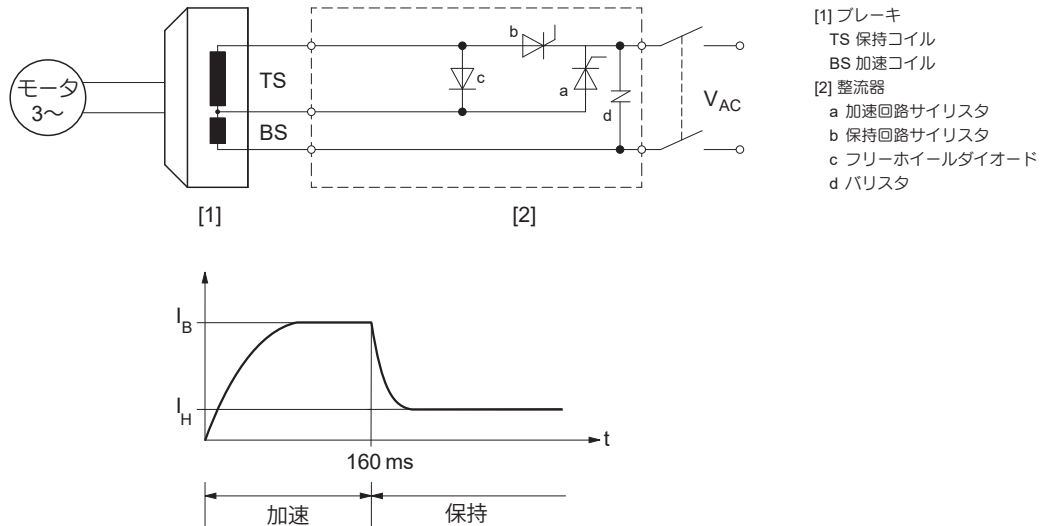 モータ
3～
TS
BS
b
c
a
d
V_AC
[1]
[2]
[1] ブレーキ
TS 保持コイル
BS 加速コイル
[2] 整流器
a 加速回路サイリスタ
b 保持回路サイリスタ
c フリーホイールダイオード
d バリスタ
I_B
I_H
t
160 ms
加速
保持